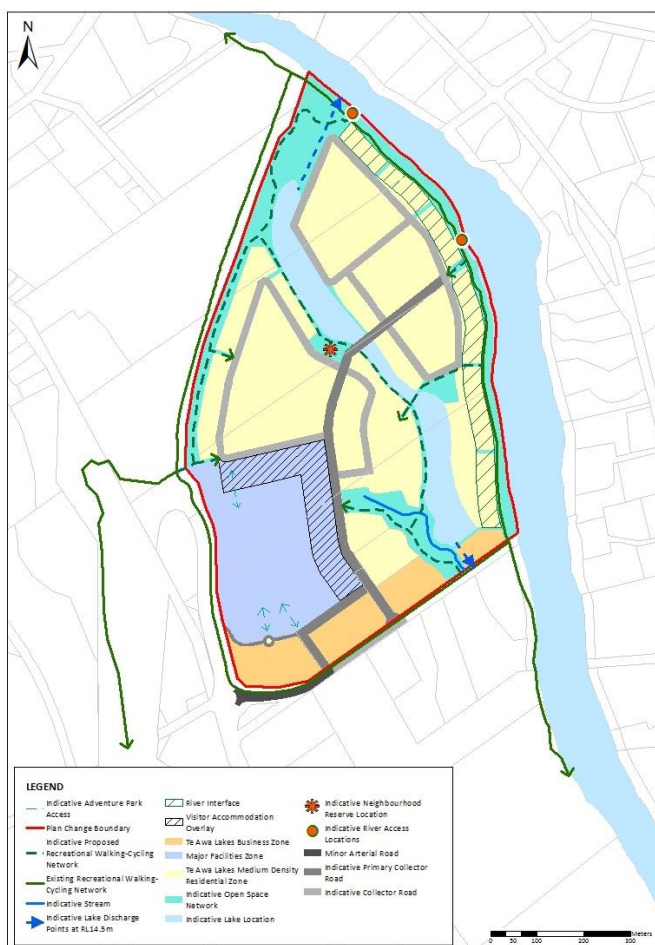 N
LEGEND
Indicative Adventure Park
Access
Plan Change Boundary
Indicative Proposed
Recreational Walking-Cycling
Network
Existing Recreational Walking-
Cycling Network
Indicative Stream
Indicative Lake Discharge
Points at RL14.5m
River Interface
Visitor Accommodation
Overlay
Te Awa Lakes Business Zone
Major Facilities Zone
Te Awa Lakes Medium Density
Residential Zone
Indicative Open Space
Network
Indicative Lake Location
Indicative Neighbourhood
Reserve Location
Indicative River Access
Locations
Minor Arterial Road
Indicative Primary Collector
Road
Indicative Collector Road
Meters
0 50 100 200 300